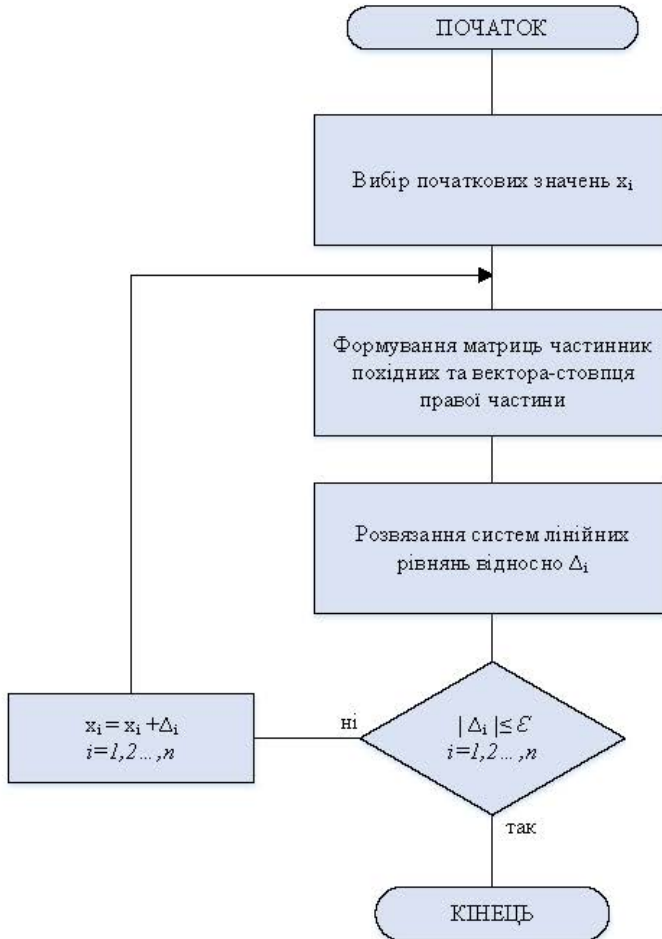 ПОЧАТОК
Вибір початкових значень xᵢ
Формування матриць частинник
похідних та вектора-стовпця
правої частини
Розвязання систем лінійних
рівнянь відносно Δᵢ
xᵢ = xᵢ +Δᵢ
i=1,2...,n
ні
| Δᵢ |≤ ℰ
i=1,2...,n
так
КІНЕЦЬ